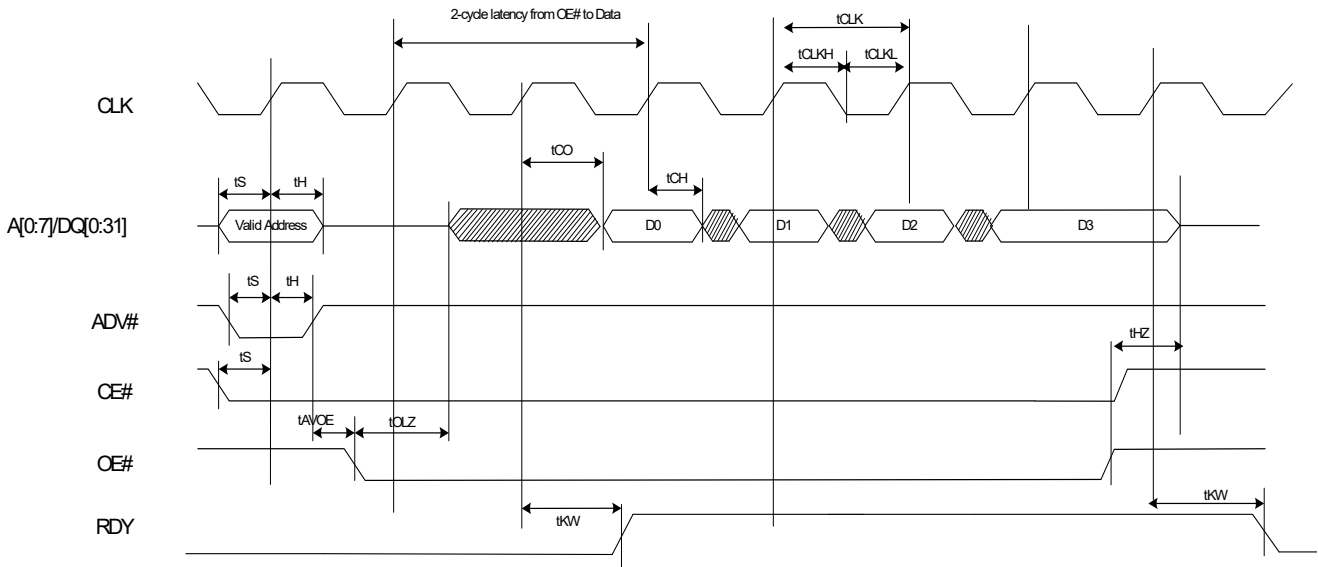 2-cycle latency from OE# to Data
tCLK
tCLKH
tCLKL
CLK
tCO
tCH
tS
tH
A[0:7]/DQ[0:31]
Valid Address
D0
D1
D2
D3
tS
tH
ADV#
tHZ
tS
CE#
tAVOE
tOLZ
OE#
tKW
tKW
RDY